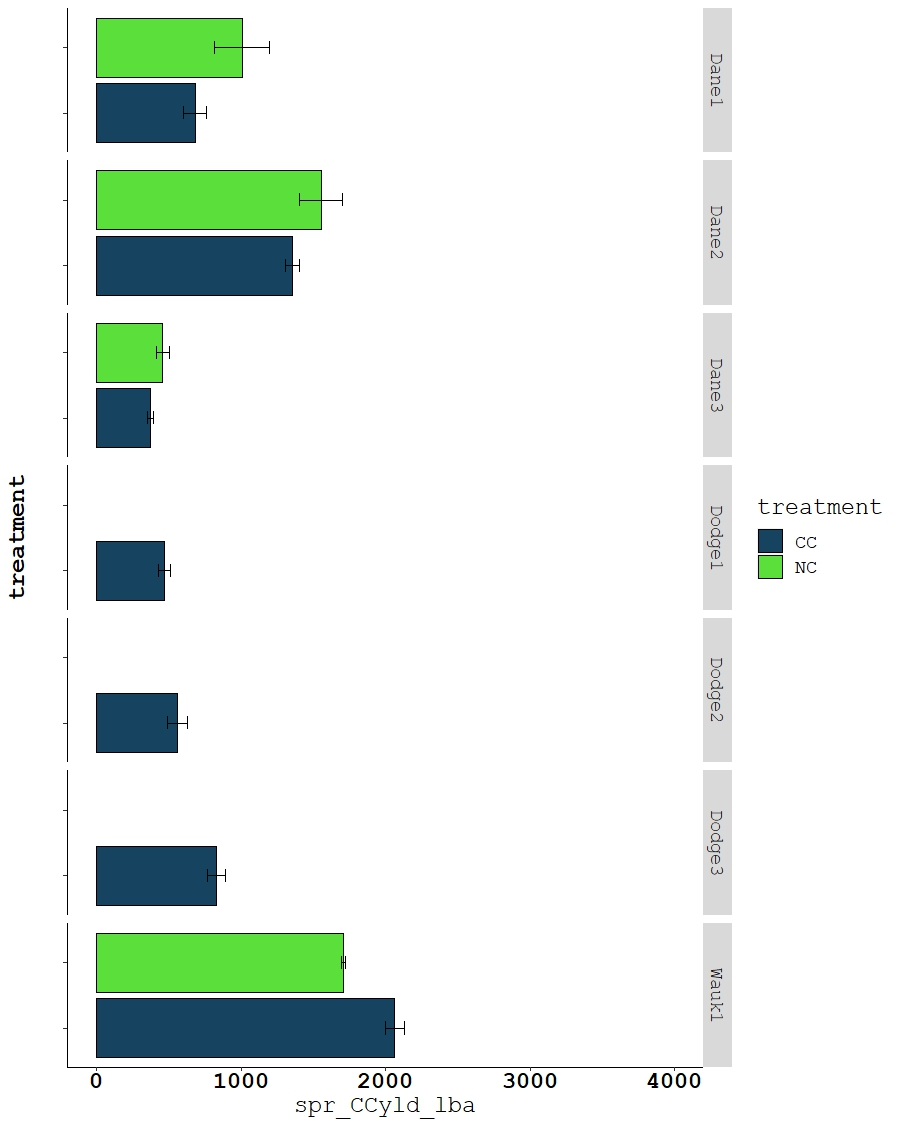 Dane1
Dane2
Dane3
Dodge1
Dodge2
Dodge3
Wauk1
treatment
treatment
CC
NC
0 1000 2000 3000 4000
spr_CCyld_lba